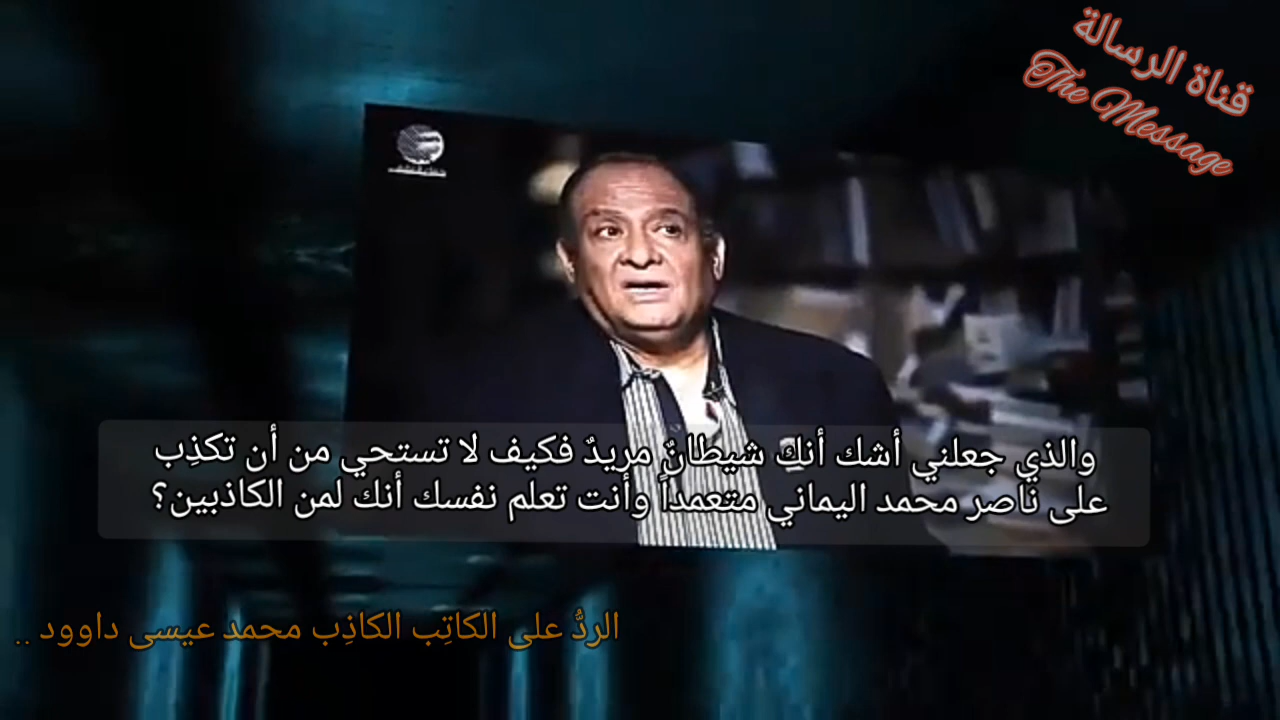 قناة الرسالة
The Message
والذي جعلني أشك أنك شيطانٌ مريدٌ فكيف لا تستحي من أن تكذِب
على ناصر محمد اليماني متعمداً وأنت تعلم نفسك أنك لمن الكاذبين؟
الردُّ على الكاتِب الكاذِب محمد عيسى داوود ..